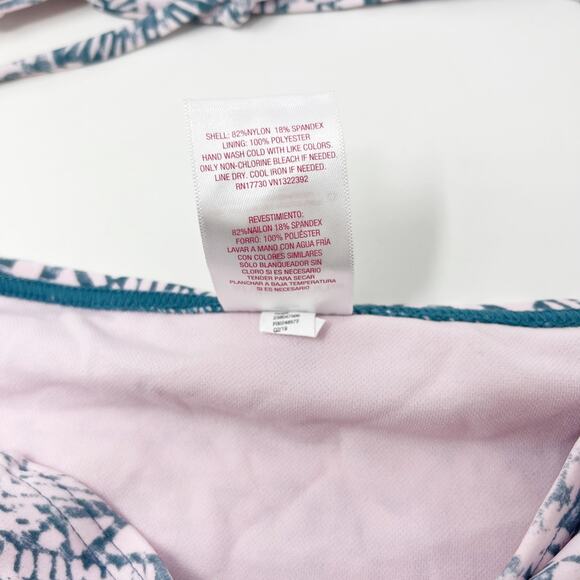 SHELL: 82%NYLON 18% SPANDEX
LINING: 100% POLYESTER
HAND WASH COLD WITH LIKE COLORS.
ONLY NON-CHLORINE BLEACH IF NEEDED.
LINE DRY. COOL IRON IF NEEDED.
RN17730 VN1322392
REVESTIMIENTO:
82%NAILON 18% SPANDEX
FORRO: 100% POLIÉSTER
LAVAR A MANO CON AGUA FRÍA
CON COLORES SIMILARES
SÓLO BLANQUEADOR SIN
CLORO SI ES NECESARIO
TENDER PARA SECAR
PLANCHAR A BAJA TEMPERATURA
SI ES NECESARIO